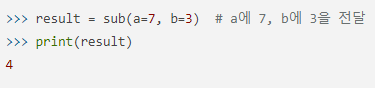 >>> result = sub(a=7, b=3)  # a에 7, b에 3을 전달
>>> print(result)
4